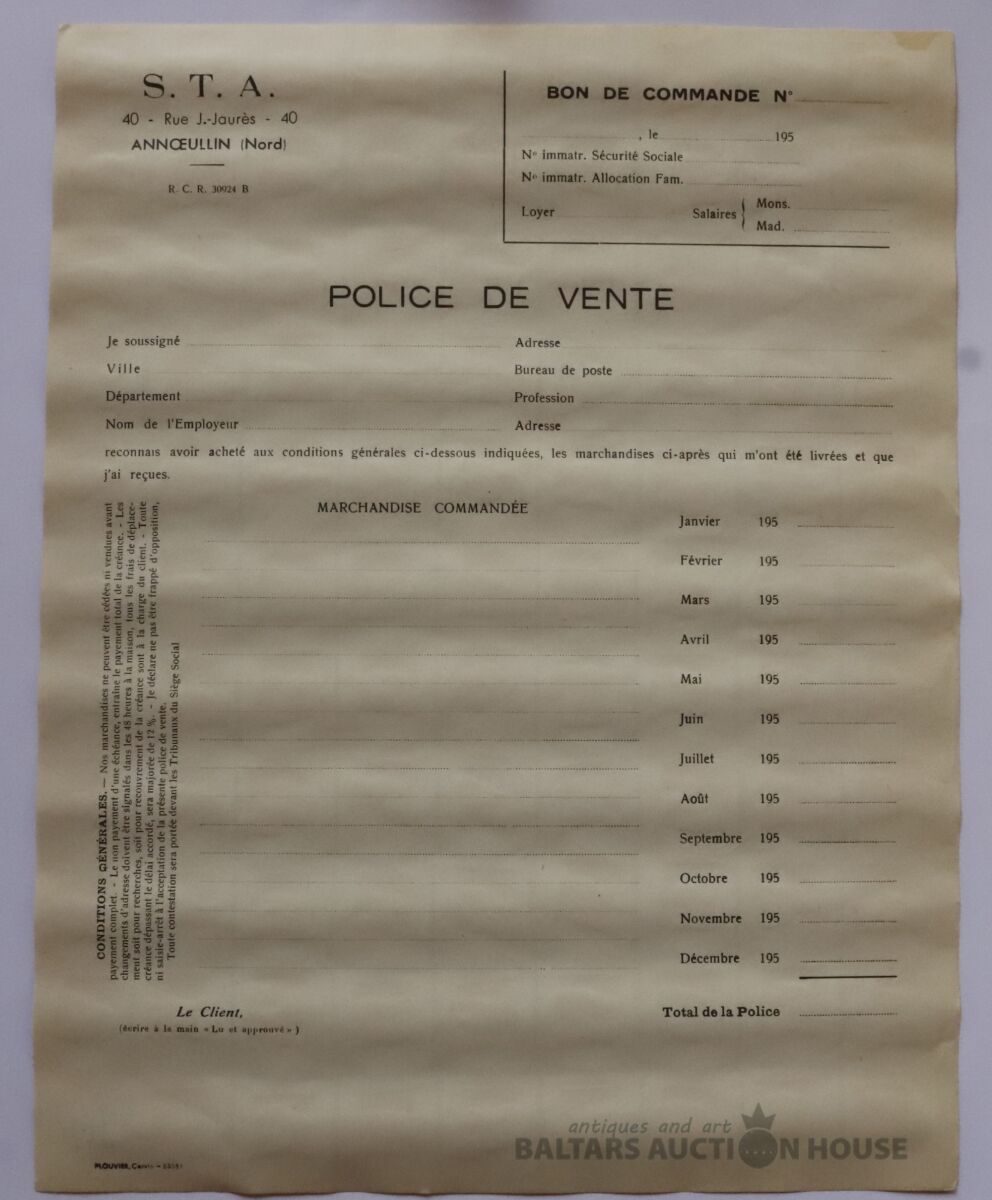 S. T. A.
40 - Rue J.-Jaurès - 40
ANNŒULLIN (Nord)
R. C. R. 30924 B
BON DE COMMANDE N°
, le 195
N° immatr. Sécurité Sociale
N° immatr. Allocation Fam.
Loyer Salaires { Mons.
Mad.
POLICE DE VENTE
Je soussigné Adresse
Ville Bureau de poste
Département Profession
Nom de l'Employeur Adresse
reconnais avoir acheté aux conditions générales ci-dessous indiquées, les marchandises ci-après qui m'ont été livrées et que
j'ai reçues.
CONDITIONS GÉNÉRALES. — Nos marchandises ne peuvent être cédées ni vendues avant
payement complet. - Le non payement d'une échéance, entraîne le payement total de la créance. - Les
changements d'adresse doivent être signalés dans les 48 heures à la maison, tous les frais de déplace-
ment soit pour recherches, soit pour recouvrement de la créance sont à la charge du client. - Toute
créance dépassant le délai accordé, sera majorée de 12 %. - Je déclare ne pas être frappé d'opposition,
ni saisie-arrêt à l'acceptation de la présente police de vente.
Toute contestation sera portée devant les Tribunaux du Siège Social
MARCHANDISE COMMANDÉE
Janvier 195
Février 195
Mars 195
Avril 195
Mai 195
Juin 195
Juillet 195
Août 195
Septembre 195
Octobre 195
Novembre 195
Décembre 195
Le Client,
(écrire à la main « Lu et approuvé » )
Total de la Police
antiques and art
BALTARS AUCTION HOUSE
PLOUVIER, Carvin —